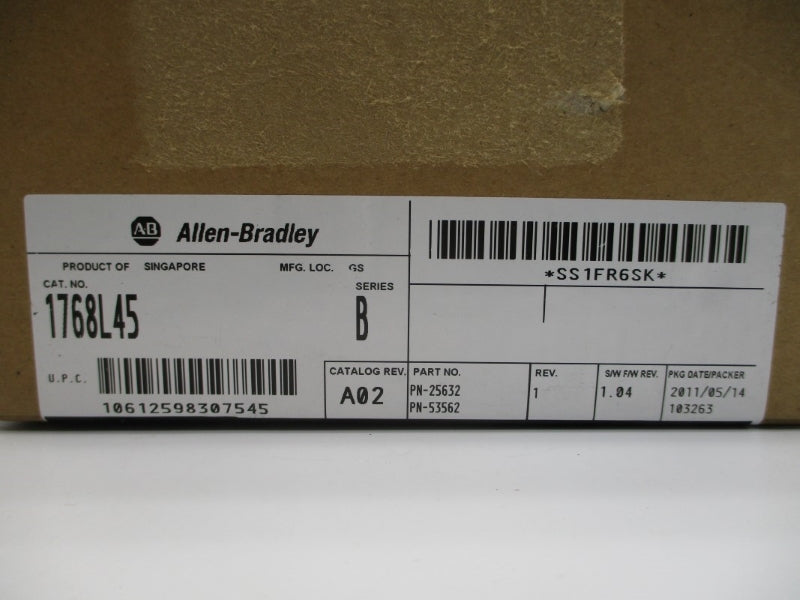 AB Allen-Bradley
PRODUCT OF SINGAPORE MFG. LOC. GS
CAT. NO. SERIES
1768L45 B
U.P.C.
10612598307545
*SS1FR6SK*
CATALOG REV.
A02
PART NO.
PN-25632
PN-53562
REV.
1
S/W F/W REV.
1.04
PKG DATE/PACKER
2011/05/14
103263